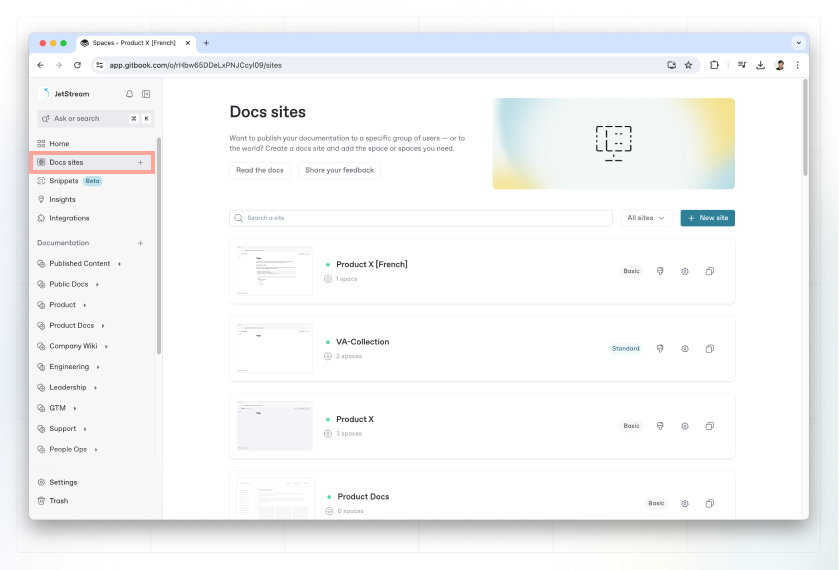 Spaces - Product X [French]
app.gitbook.com/o/rHbw65DDeLxPNJCcyI09/sites
JetStream
Ask or search
⌘ K
Home
Docs sites
Snippets Beta
Insights
Integrations
Documentation
Published Content
Public Docs
Product
Product Docs
Company Wiki
Engineering
Leadership
GTM
Support
People Ops
Settings
Trash
Docs sites
Want to publish your documentation to a specific group of users — or to
the world? Create a docs site and add the space or spaces you need.
Read the docs
Share your feedback
Search a site
All sites
+ New site
Product X [French]
1 space
Basic
VA-Collection
2 spaces
Standard
Product X
3 spaces
Basic
Product Docs
0 spaces
Basic